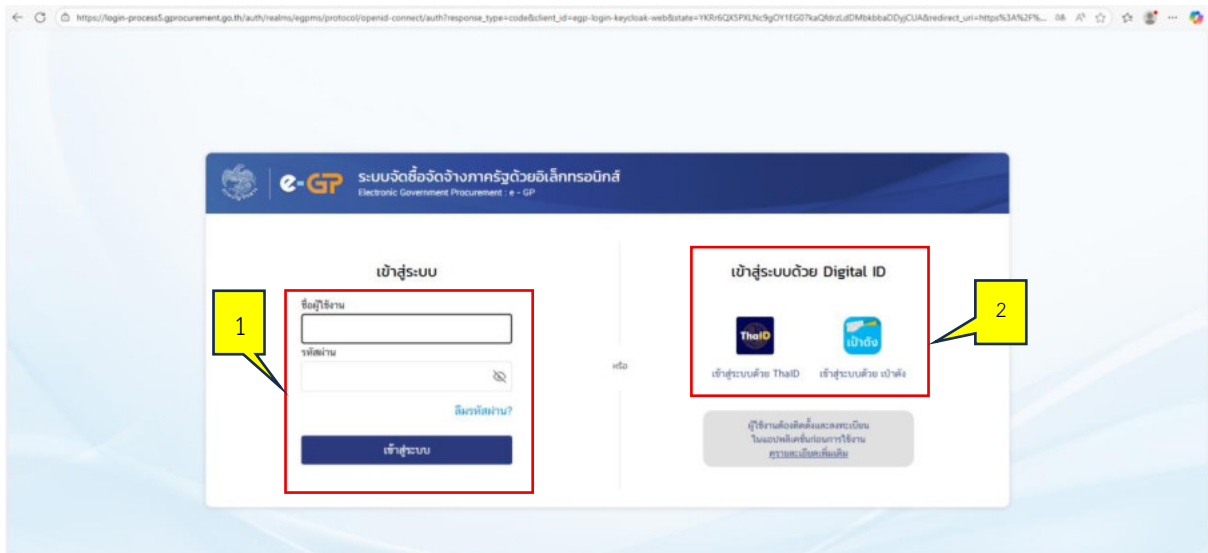 ระบบจัดซื้อจัดจ้างภาครัฐด้วยอิเล็กทรอนิกส์
e-GP
Electronic Government Procurement : e - GP
เข้าสู่ระบบ
ชื่อผู้ใช้งาน
รหัสผ่าน
ลืมรหัสผ่าน?
เข้าสู่ระบบ
1
หรือ
เข้าสู่ระบบด้วย Digital ID
ThaID
เป๋าตัง
เข้าสู่ระบบด้วย ThaID
เข้าสู่ระบบด้วย เป๋าตัง
2
ผู้ใช้งานต้องติดตั้งและลงทะเบียน
ในแอปพลิเคชันก่อนการใช้งาน
ดูรายละเอียดเพิ่มเติม